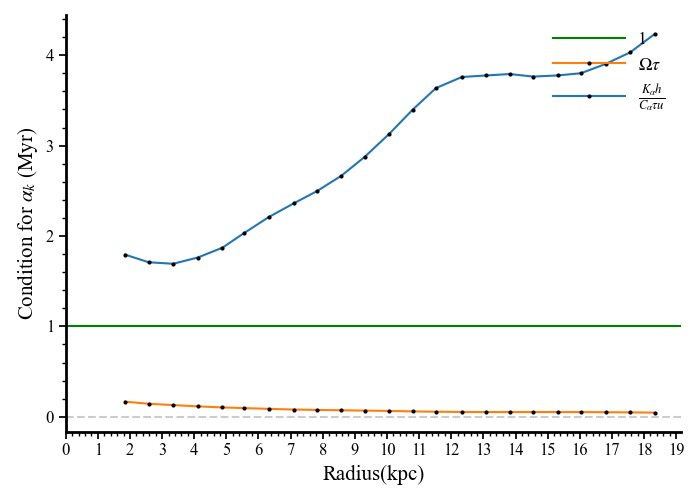 4
3
2
1
0
Condition for αₖ (Myr)
1
Ωτ
K_α h / C_α τ u
0 1 2 3 4 5 6 7 8 9 10 11 12 13 14 15 16 17 18 19
Radius(kpc)